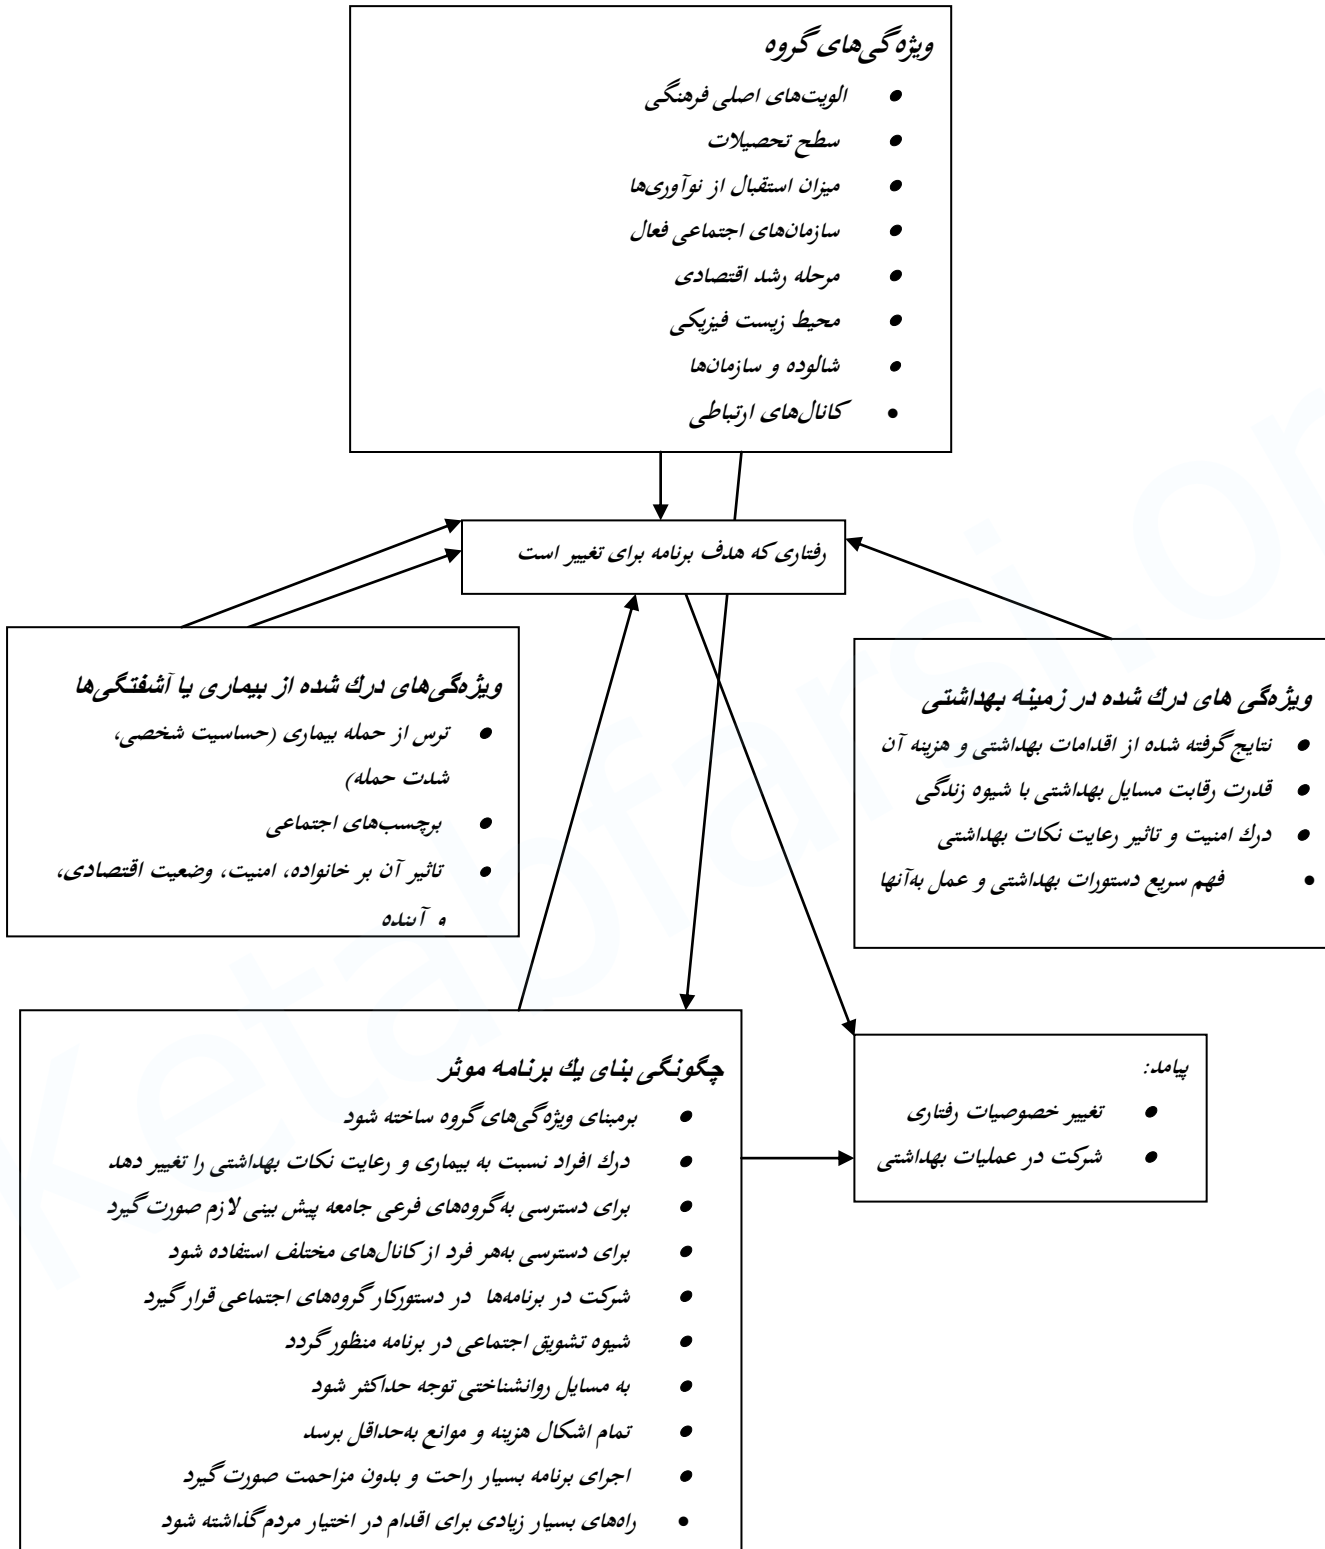 ویژه‌گی‌های گروه
● الویت‌های اصلی فرهنگی
● سطح تحصیلات
● میزان استقبال از نوآوری‌ها
● سازمان‌های اجتماعی فعال
● مرحله رشد اقتصادی
● محیط زیست فیزیکی
● شالوده و سازمان‌ها
● کانال‌های ارتباطی
رفتاری که هدف برنامه برای تغییر است
ویژه‌گی های درك شده در زمینه بهداشتی
● نتایج گرفته شده از اقدامات بهداشتی و هزینه آن
● قدرت رقابت مسایل بهداشتی با شیوه زندگی
● درك امنیت و تاثیر رعایت نکات بهداشتی
● فهم سریع دستورات بهداشتی و عمل به‌آنها
ویژه‌گی‌های درك شده از بیماری یا آشفتگی‌ها
● ترس از حمله بیماری (حساسیت شخصی،
شدت حمله)
● برچسب‌های اجتماعی
● تاثیر آن بر خانواده، امنیت، وضعیت اقتصادی،
و آینده
چگونگی بنای یك برنامه موثر
● برمبنای ویژه‌گی‌های گروه ساخته شود
● درك افراد نسبت به بیماری و رعایت نکات بهداشتی را تغییر دهد
● برای دسترسی به‌گروه‌های فرعی جامعه پیش بینی لازم صورت گیرد
● برای دسترسی به‌هر فرد از کانال‌های مختلف استفاده شود
● شرکت در برنامه‌ها در دستورکار گروه‌های اجتماعی قرار گیرد
● شیوه تشویق اجتماعی در برنامه منظور گردد
● به مسایل روانشناختی توجه حداکثر شود
● تمام اشکال هزینه و موانع به‌حداقل برسد
● اجرای برنامه بسیار راحت و بدون مزاحمت صورت گیرد
● راه‌های بسیار زیادی برای اقدام در اختیار مردم گذاشته شود
پیامد:
● تغییر خصوصیات رفتاری
● شرکت در عملیات بهداشتی
Ketabfarsi.or